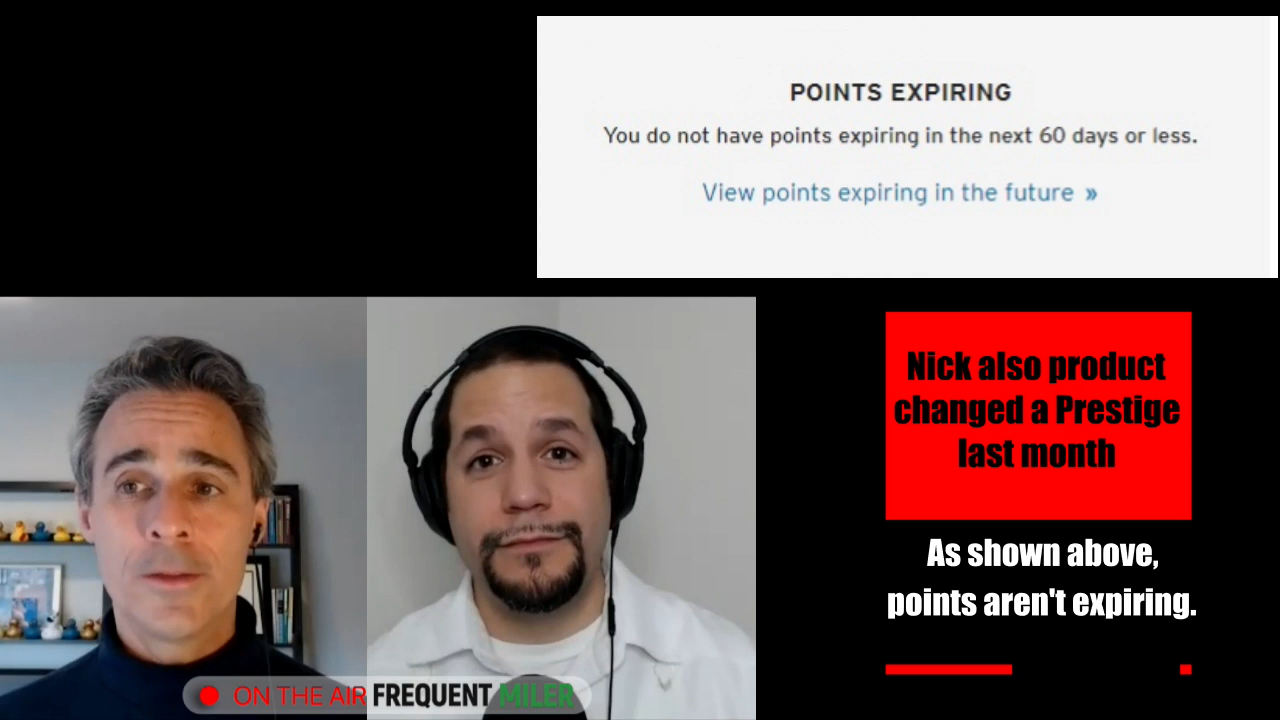 POINTS EXPIRING
You do not have points expiring in the next 60 days or less.
View points expiring in the future »
Nick also product
changed a Prestige
last month
As shown above,
points aren't expiring.
ON THE AIR FREQUENT MILER